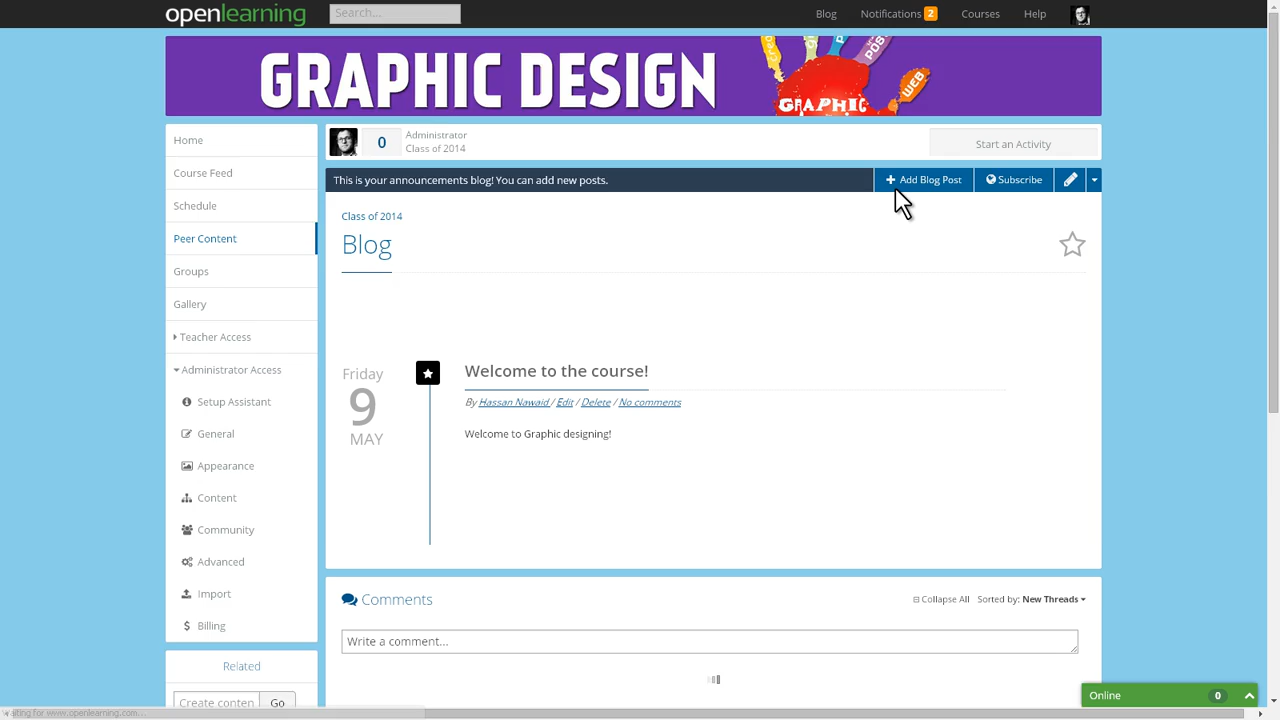 openlearning
Search...
Blog
Notifications 2
Courses
Help
GRAPHIC DESIGN
GRAPHIC
WEB
Home
Course Feed
Schedule
Peer Content
Groups
Gallery
Teacher Access
Administrator Access
Setup Assistant
General
Appearance
Content
Community
Advanced
Import
$ Billing
Related
Create conten
Go
0
Administrator
Class of 2014
Start an Activity
This is your announcements blog! You can add new posts.
+ Add Blog Post
Subscribe
Class of 2014
Blog
Friday
9
MAY
Welcome to the course!
By Hassan Nawaid / Edit / Delete / No comments
Welcome to Graphic designing!
Comments
Collapse All
Sorted by: New Threads
Write a comment...
Online 0
aiting for www.openlearning.com...